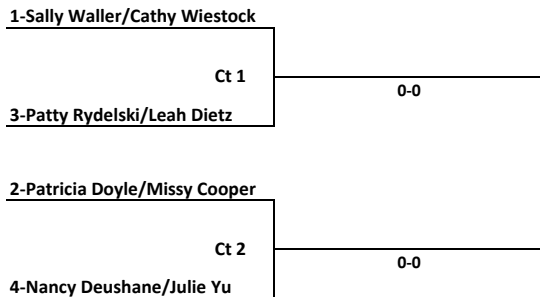 1-Sally Waller/Cathy Wiestock
Ct 1
0-0
3-Patty Rydelski/Leah Dietz
2-Patricia Doyle/Missy Cooper
Ct 2
0-0
4-Nancy Deushane/Julie Yu